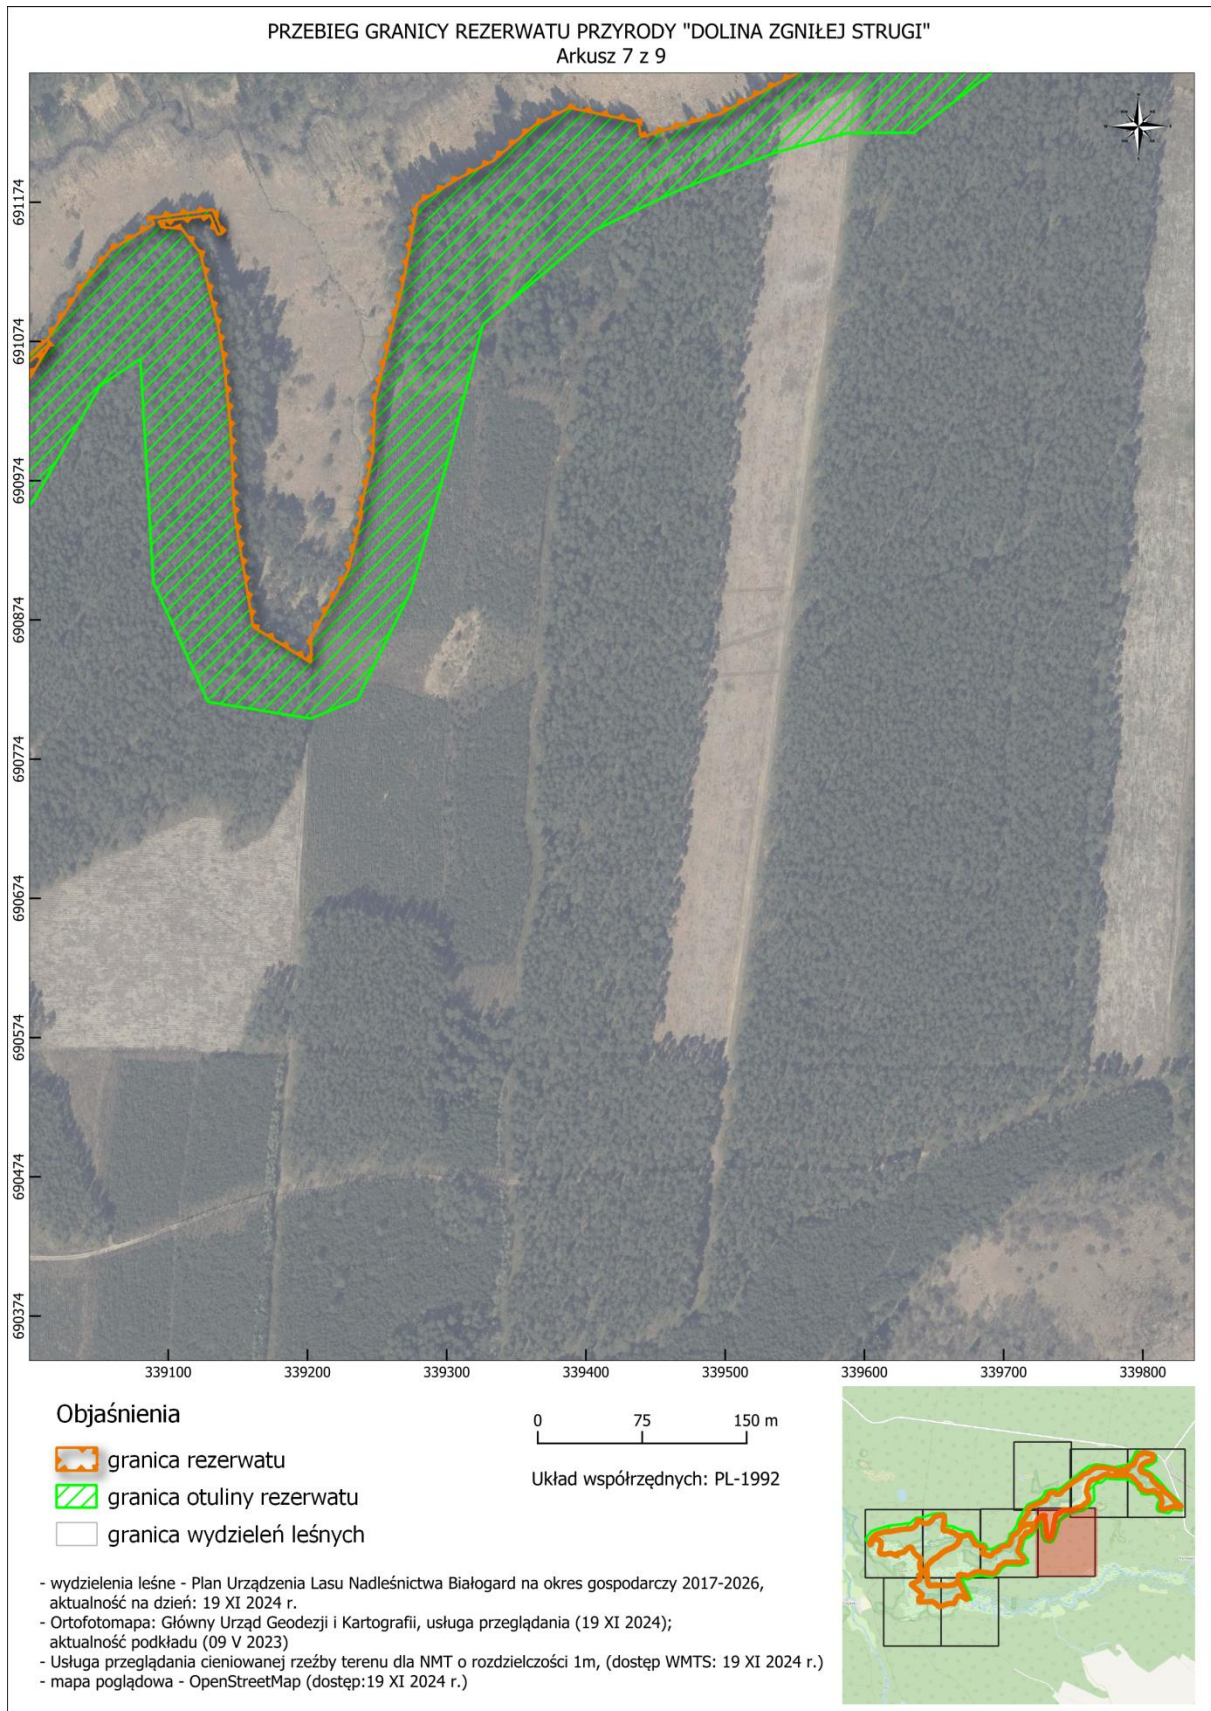 PRZEBIEG GRANICY REZERWATU PRZYRODY "DOLINA ZGNIŁEJ STRUGI"
Arkusz 7 z 9
691174
691074
690974
690874
690774
690674
690574
690474
690374
339100
339200
339300
339400
339500
339600
339700
339800
Objaśnienia
granica rezerwatu
granica otuliny rezerwatu
granica wydzieleń leśnych
0 75 150 m
Układ współrzędnych: PL-1992
- wydzielenia leśne - Plan Urządzenia Lasu Nadleśnictwa Białogard na okres gospodarczy 2017-2026,
aktualność na dzień: 19 XI 2024 r.
- Ortofotomapa: Główny Urząd Geodezji i Kartografii, usługa przeglądania (19 XI 2024);
aktualność podkładu (09 V 2023)
- Usługa przeglądania cieniowanej rzeźby terenu dla NMT o rozdzielczości 1m, (dostęp WMTS: 19 XI 2024 r.)
- mapa poglądowa - OpenStreetMap (dostęp:19 XI 2024 r.)